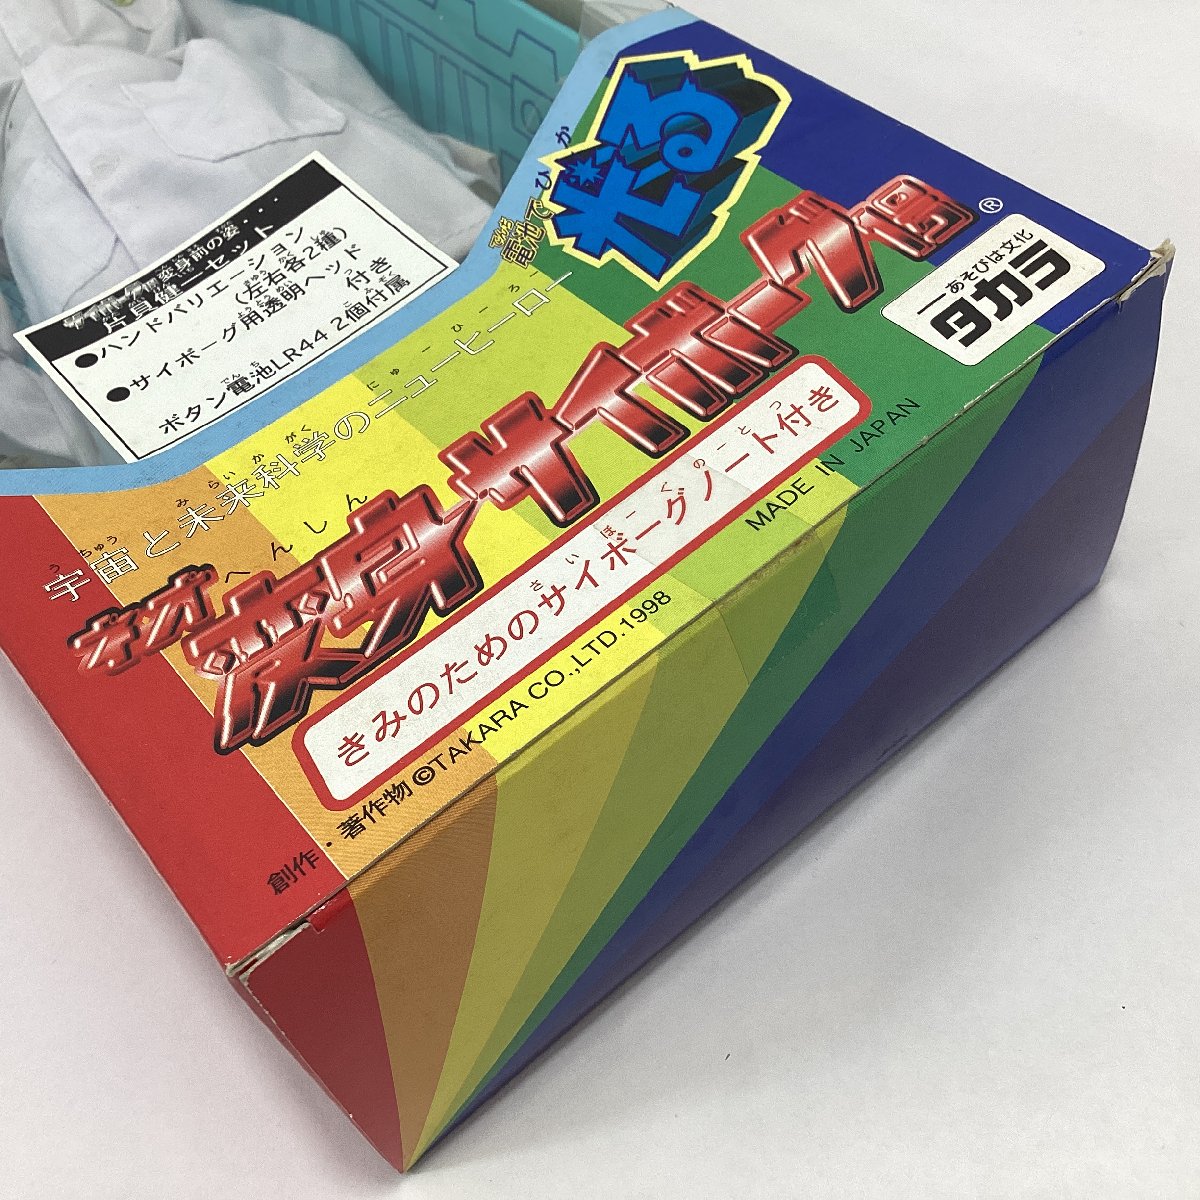 変身前の姿・・・
片貝健一セット
●ハンドバリエーション
(左右各2種)
●サイボーグ用透明ヘッド
付き
ボタン電池LR44 2個付属
電池で光る
宇宙と未来科学のニューヒーロー
ネオ変身サイボーグ1号®
あそびは文化
タカラ
きみのためのサイボーグノート付き
MADE IN JAPAN
創作・著作物 ©TAKARA CO.,LTD.1998